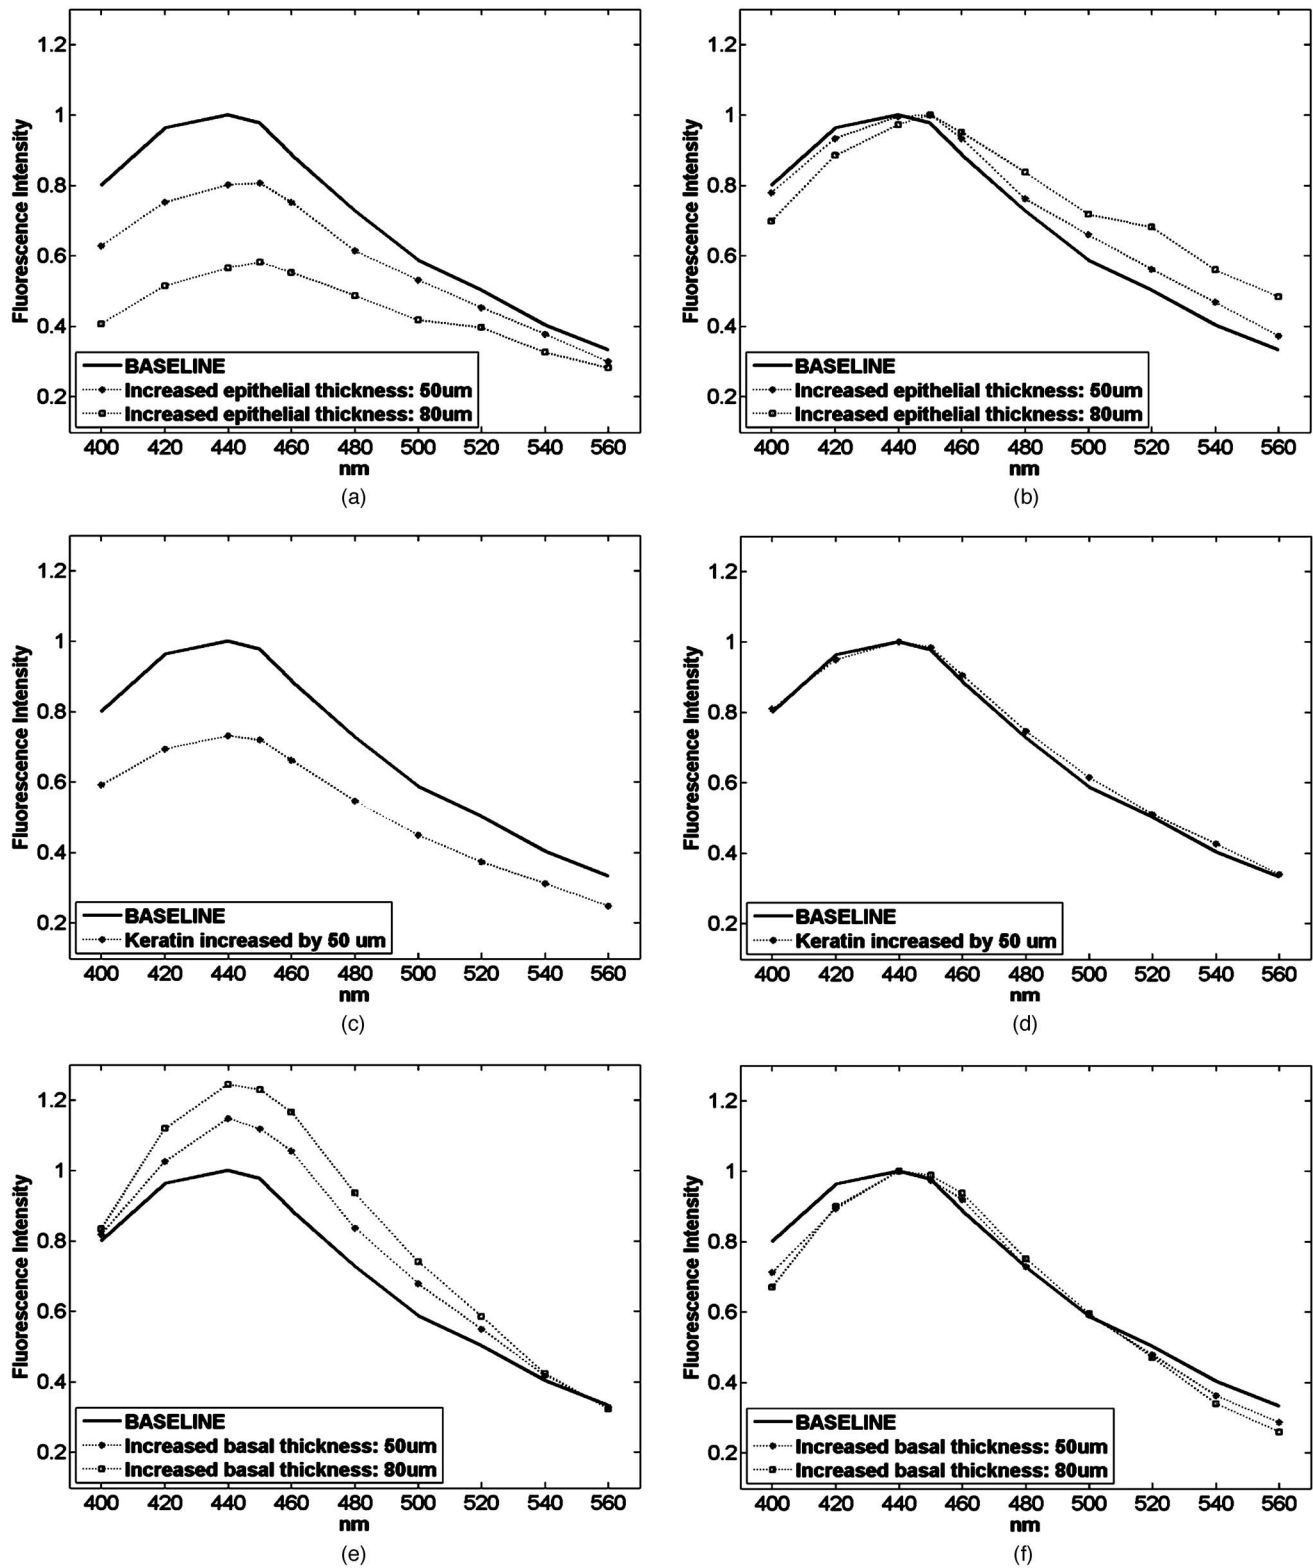 Fluorescence Intensity
1.2
1
0.8
0.6
0.4
0.2
BASELINE
Increased epithelial thickness: 50um
Increased epithelial thickness: 80um
400 420 440 460 480 500 520 540 560
nm
(a)
Fluorescence Intensity
1.2
1
0.8
0.6
0.4
0.2
BASELINE
Increased epithelial thickness: 50um
Increased epithelial thickness: 80um
400 420 440 460 480 500 520 540 560
nm
(b)
Fluorescence Intensity
1.2
1
0.8
0.6
0.4
0.2
BASELINE
Keratin increased by 50 um
400 420 440 460 480 500 520 540 560
nm
(c)
Fluorescence Intensity
1.2
1
0.8
0.6
0.4
0.2
BASELINE
Keratin increased by 50 um
400 420 440 460 480 500 520 540 560
nm
(d)
Fluorescence Intensity
1.2
1
0.8
0.6
0.4
0.2
BASELINE
Increased basal thickness: 50um
Increased basal thickness: 80um
400 420 440 460 480 500 520 540 560
nm
(e)
Fluorescence Intensity
1.2
1
0.8
0.6
0.4
0.2
BASELINE
Increased basal thickness: 50um
Increased basal thickness: 80um
400 420 440 460 480 500 520 540 560
nm
(f)